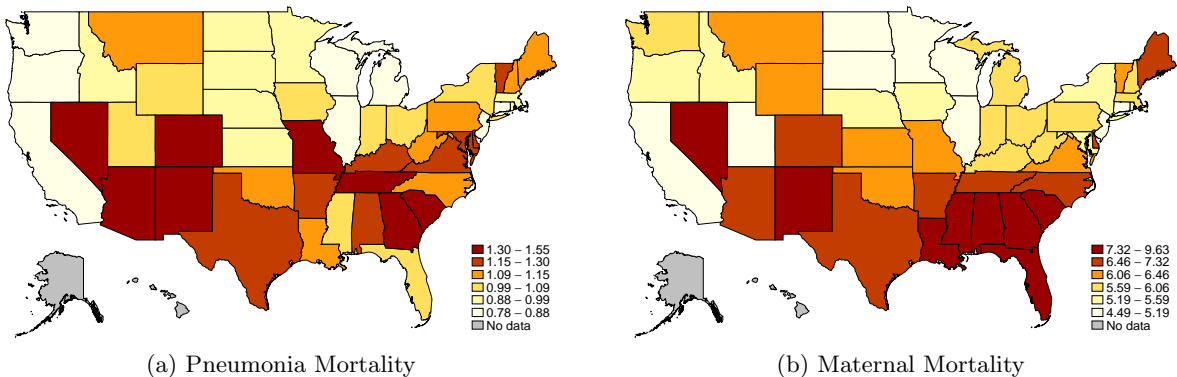 1.30 – 1.55
1.15 – 1.30
1.09 – 1.15
0.99 – 1.09
0.88 – 0.99
0.78 – 0.88
No data
(a) Pneumonia Mortality
7.32 – 9.63
6.46 – 7.32
6.06 – 6.46
5.59 – 6.06
5.19 – 5.59
4.49 – 5.19
No data
(b) Maternal Mortality